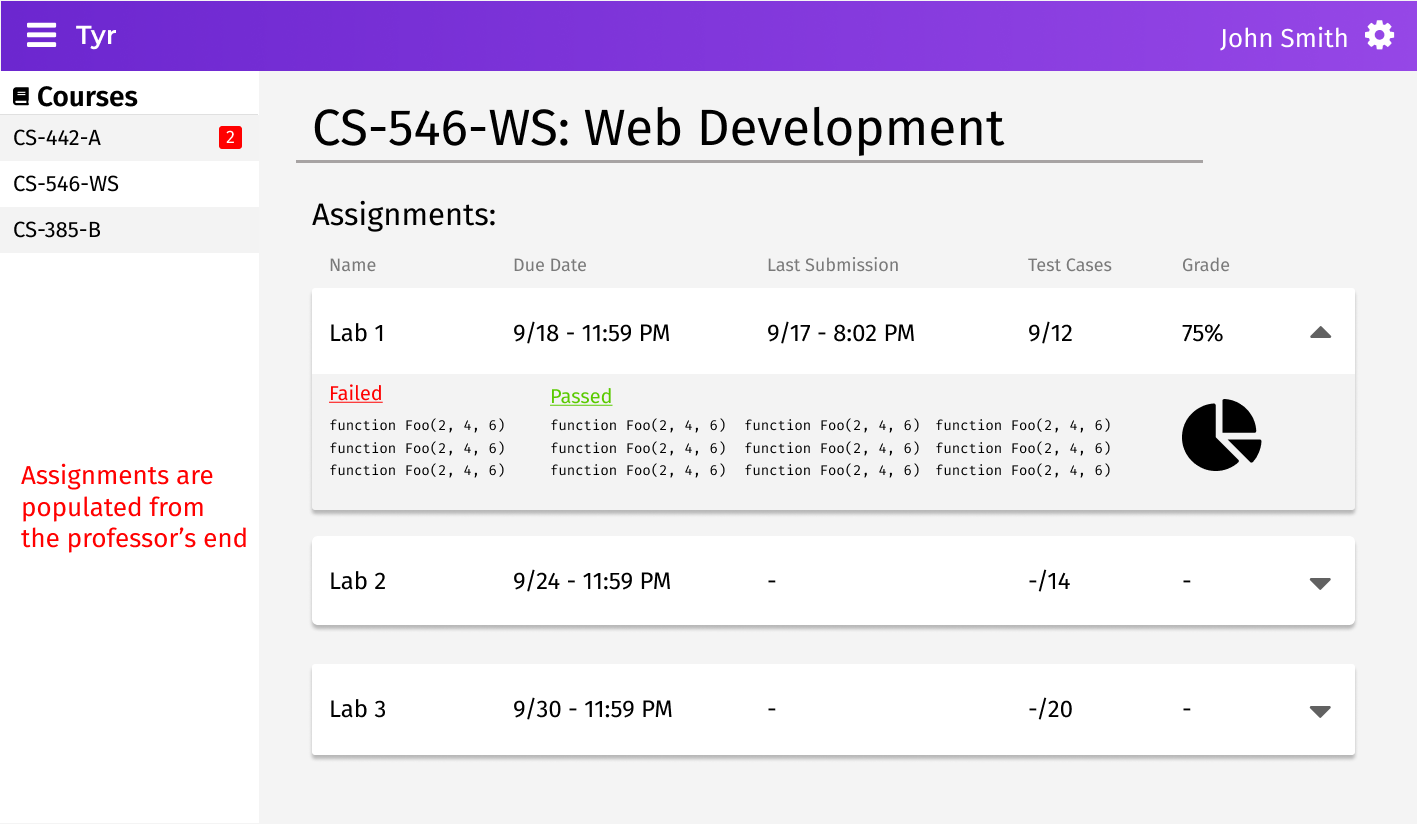 Tyr
John Smith
Courses
CS-442-A 2
CS-546-WS
CS-385-B
Assignments are
populated from
the professor’s end
CS-546-WS: Web Development
Assignments:
Name Due Date Last Submission Test Cases Grade
Lab 1 9/18 - 11:59 PM 9/17 - 8:02 PM 9/12 75%
Failed Passed
function Foo(2, 4, 6) function Foo(2, 4, 6) function Foo(2, 4, 6) function Foo(2, 4, 6)
function Foo(2, 4, 6) function Foo(2, 4, 6) function Foo(2, 4, 6) function Foo(2, 4, 6)
function Foo(2, 4, 6) function Foo(2, 4, 6) function Foo(2, 4, 6) function Foo(2, 4, 6)
Lab 2 9/24 - 11:59 PM - -/14 -
Lab 3 9/30 - 11:59 PM - -/20 -